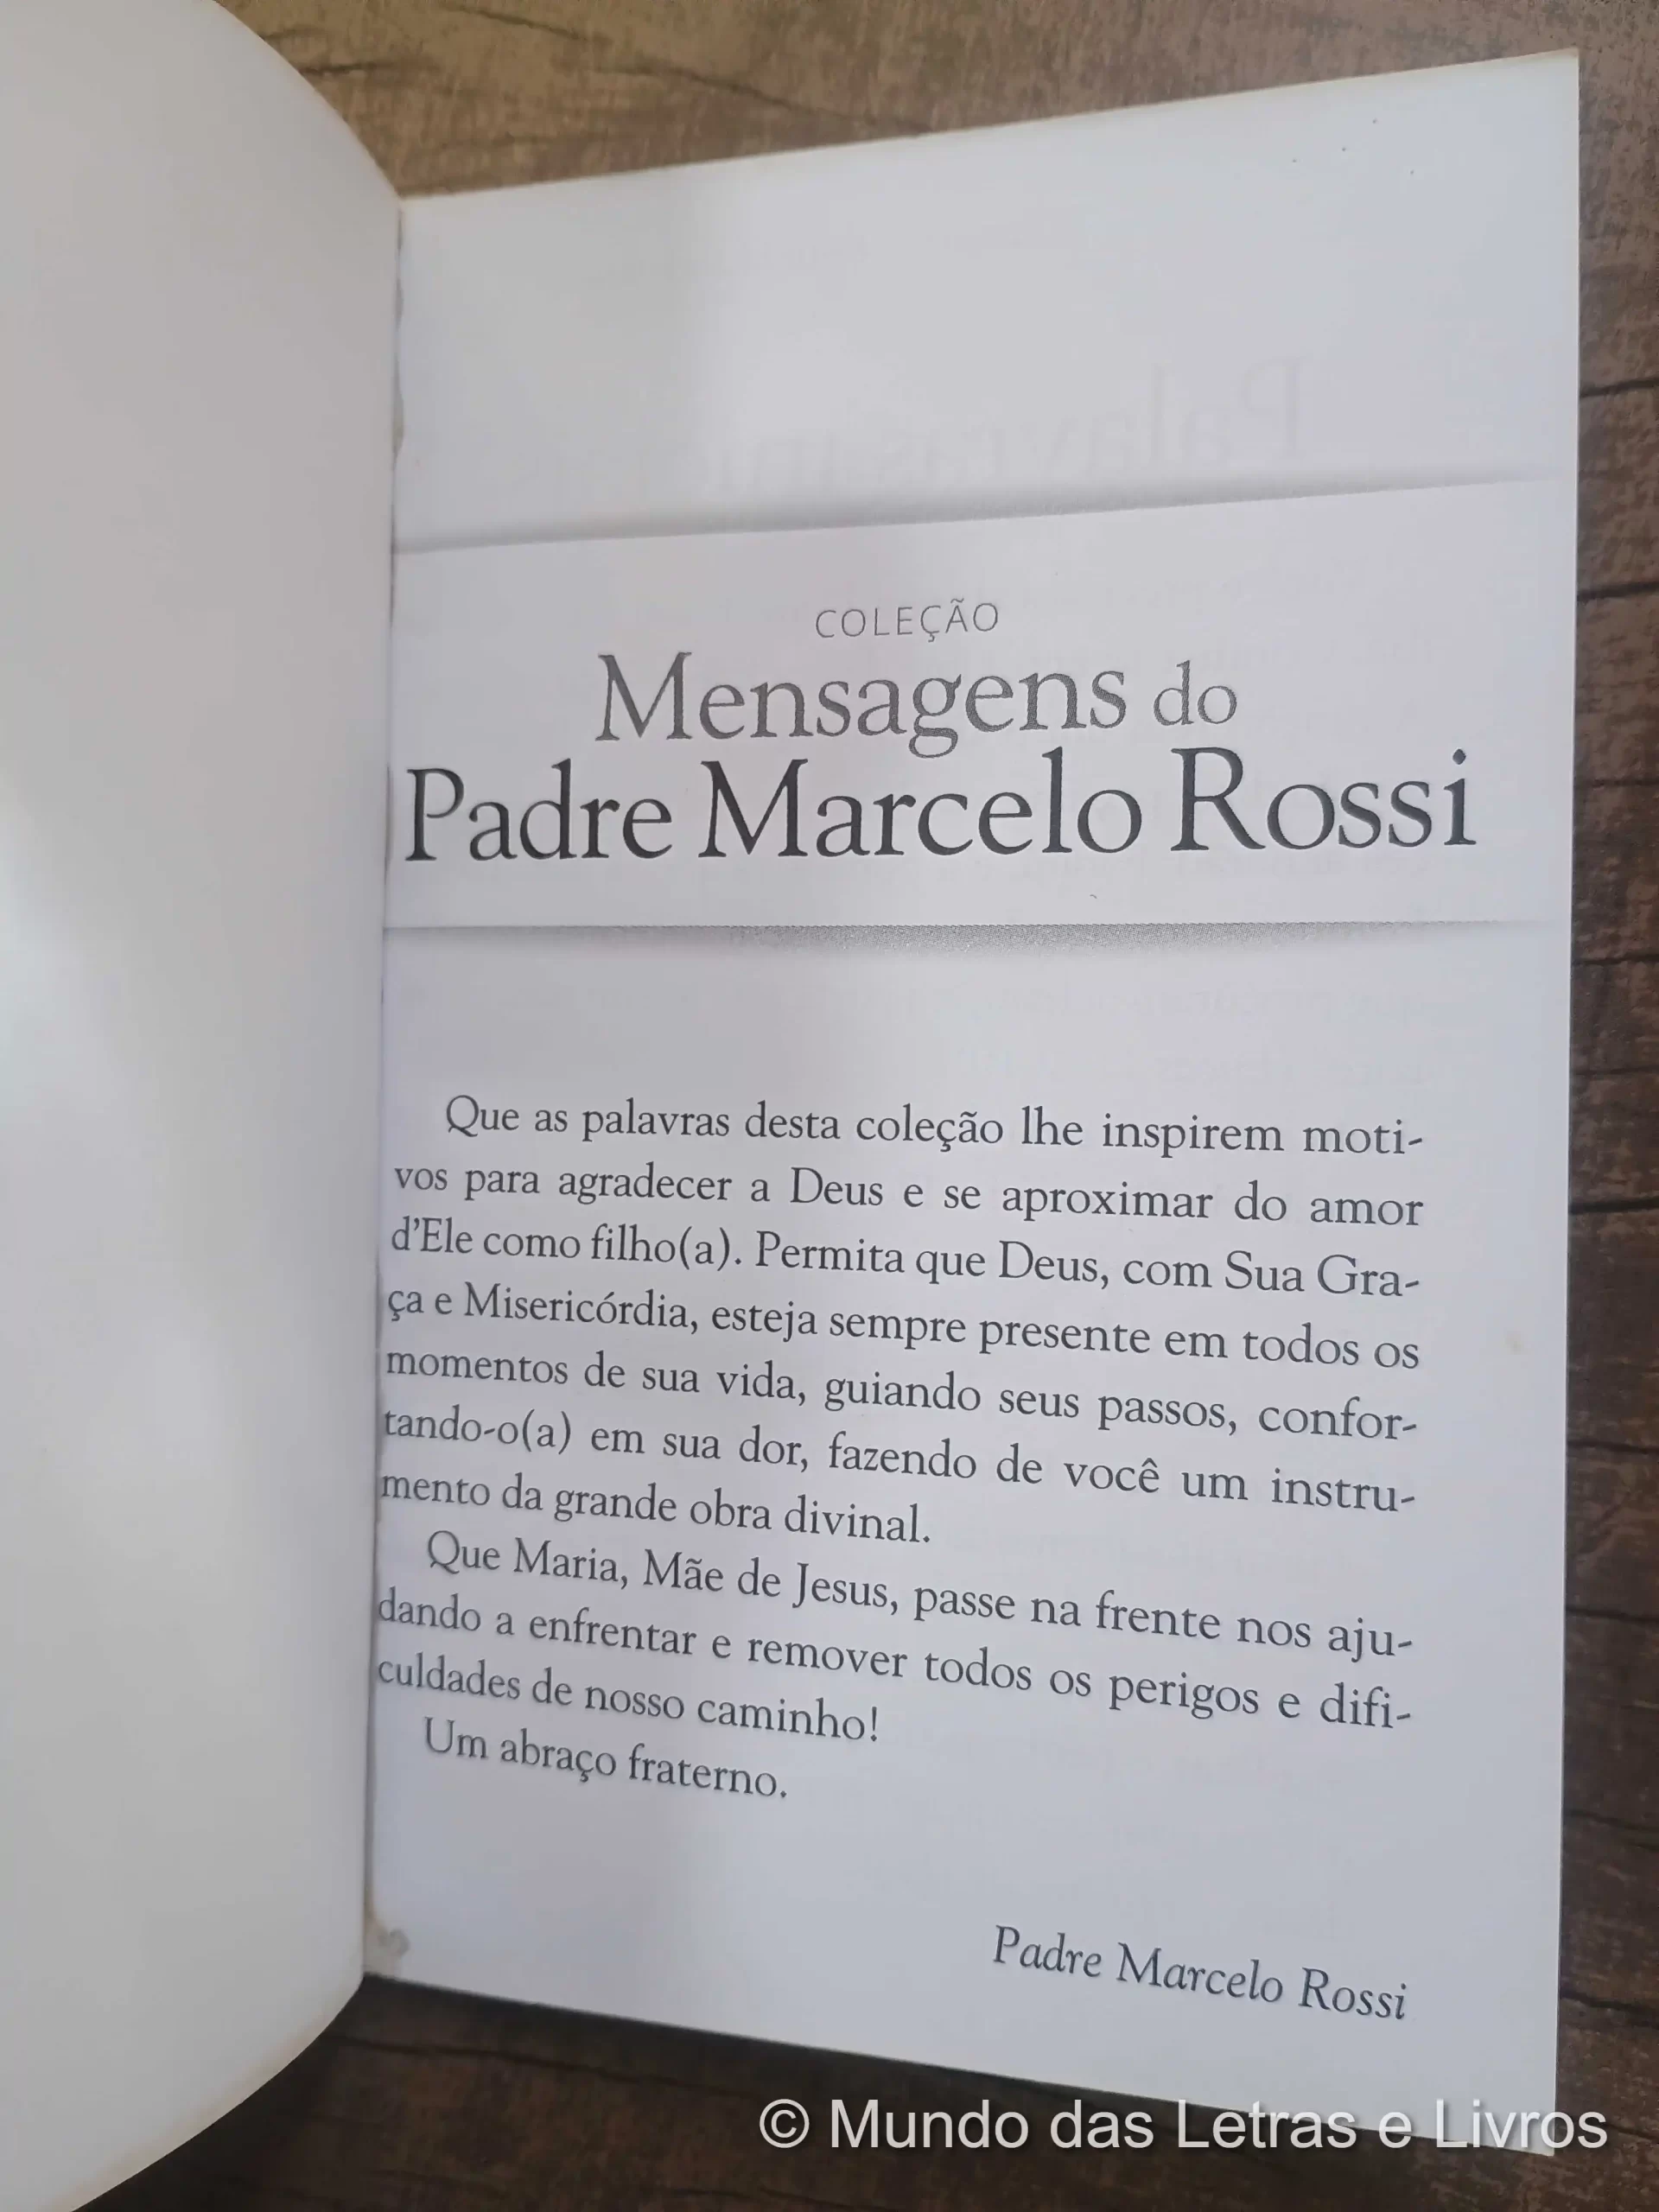 COLEÇÃO
Mensagens do
Padre Marcelo Rossi
Que as palavras desta coleção lhe inspirem moti-
vos para agradecer a Deus e se aproximar do amor
d'Ele como filho(a). Permita que Deus, com Sua Gra-
ça e Misericórdia, esteja sempre presente em todos os
momentos de sua vida, guiando seus passos, confor-
tando-o(a) em sua dor, fazendo de você um instru-
mento da grande obra divinal.
Que Maria, Mãe de Jesus, passe na frente nos aju-
dando a enfrentar e remover todos os perigos e difi-
culdades de nosso caminho!
Um abraço fraterno.
Padre Marcelo Rossi
© Mundo das Letras e Livros